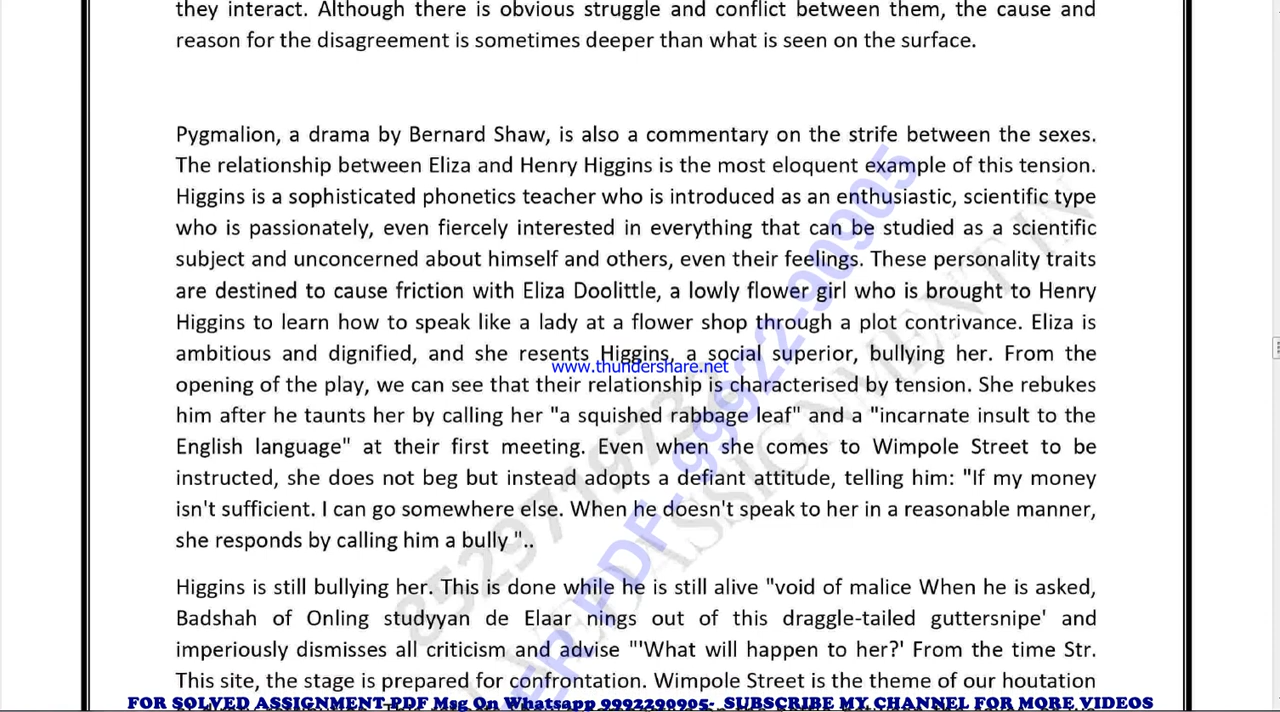 they interact. Although there is obvious struggle and conflict between them, the cause and
reason for the disagreement is sometimes deeper than what is seen on the surface.
Pygmalion, a drama by Bernard Shaw, is also a commentary on the strife between the sexes.
The relationship between Eliza and Henry Higgins is the most eloquent example of this tension.
Higgins is a sophisticated phonetics teacher who is introduced as an enthusiastic, scientific type
who is passionately, even fiercely interested in everything that can be studied as a scientific
subject and unconcerned about himself and others, even their feelings. These personality traits
are destined to cause friction with Eliza Doolittle, a lowly flower girl who is brought to Henry
Higgins to learn how to speak like a lady at a flower shop through a plot contrivance. Eliza is
ambitious and dignified, and she resents Higgins, a social superior, bullying her. From the
www.thundershare.net
opening of the play, we can see that their relationship is characterised by tension. She rebukes
him after he taunts her by calling her "a squished rabbage leaf" and a "incarnate insult to the
English language" at their first meeting. Even when she comes to Wimpole Street to be
instructed, she does not beg but instead adopts a defiant attitude, telling him: "If my money
isn't sufficient. I can go somewhere else. When he doesn't speak to her in a reasonable manner,
she responds by calling him a bully "..
Higgins is still bullying her. This is done while he is still alive "void of malice When he is asked,
Badshah of Onling studyyan de Elaar nings out of this draggle-tailed guttersnipe' and
imperiously dismisses all criticism and advise "'What will happen to her?' From the time Str.
This site, the stage is prepared for confrontation. Wimpole Street is the theme of our houtation
FOR SOLVED ASSIGNMENT PDF Msg On Whatsapp 9992290905- SUBSCRIBE MY CHANNEL FOR MORE VIDEOS